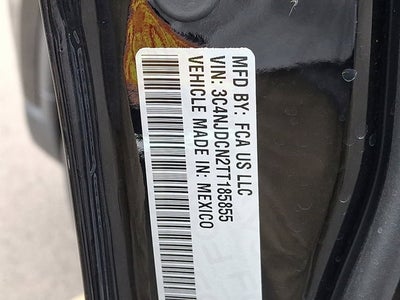 MFD BY: FCA US LLC
VIN: 3C4NJDCN2TT185855
VEHICLE MADE IN: MEXICO